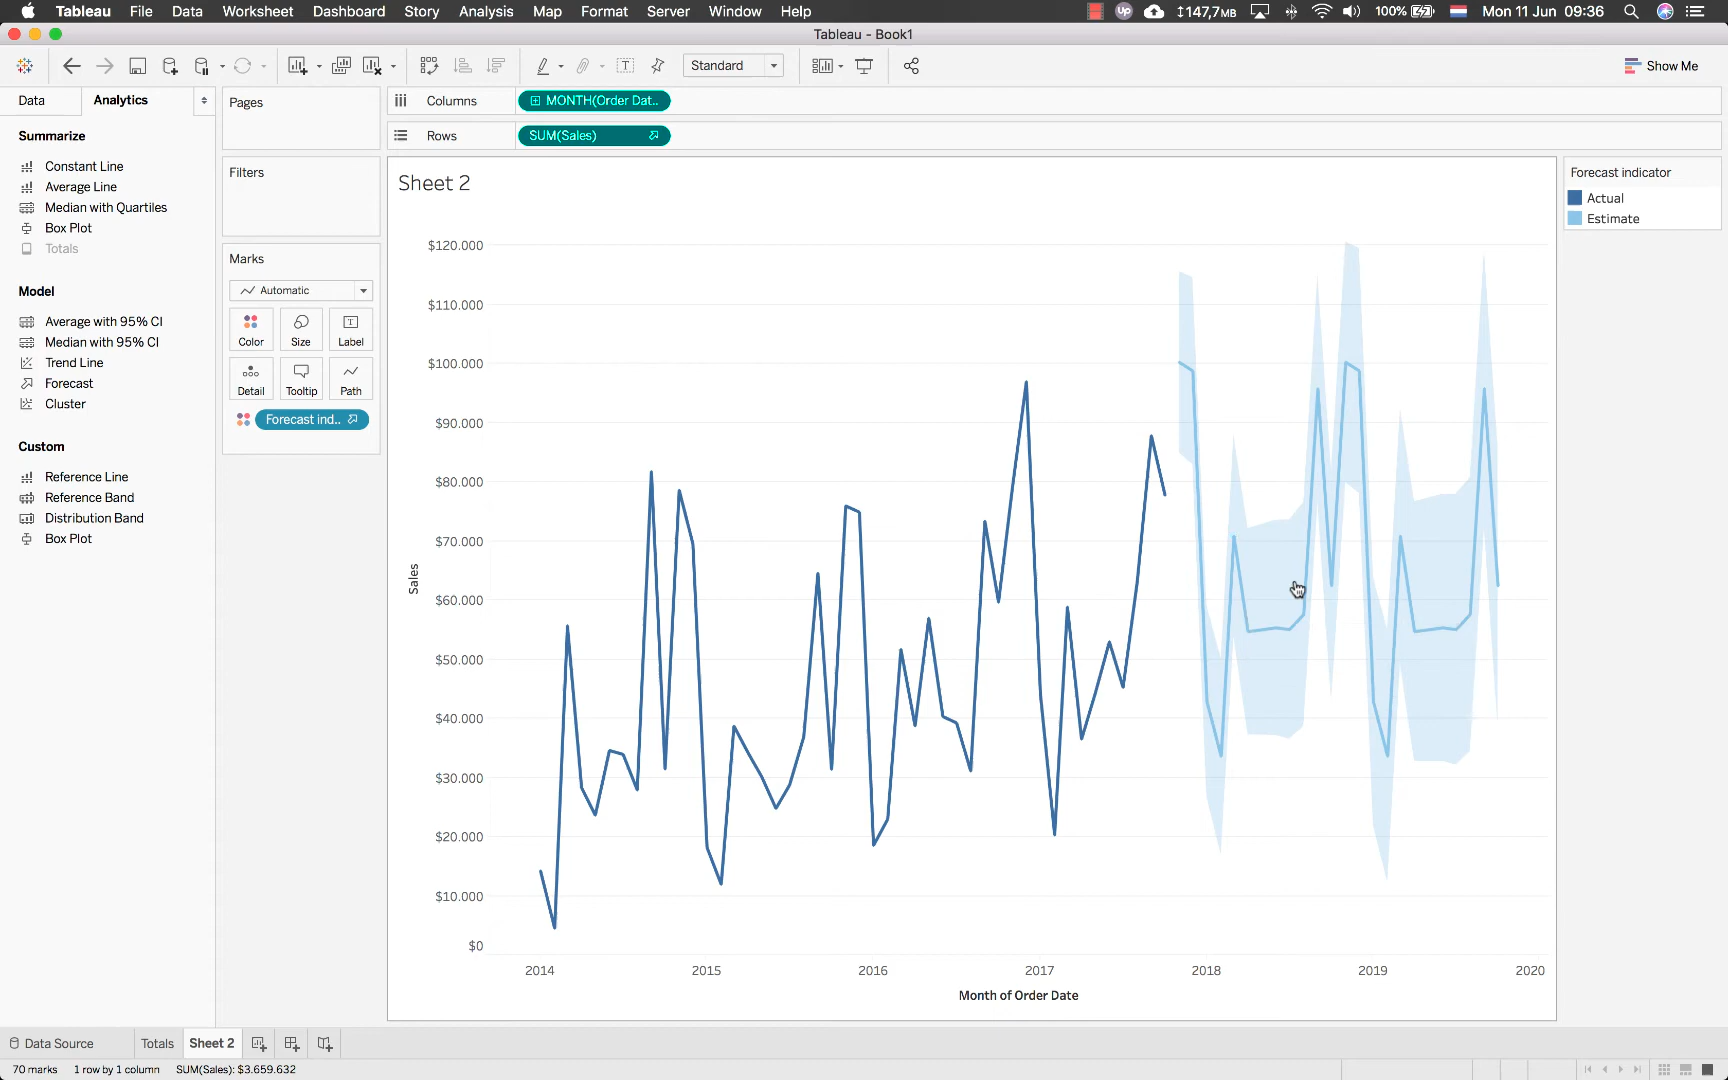 Tableau File Data Worksheet Dashboard Story Analysis Map Format Server Window Help
Up
147,7MB
100%
Mon 11 Jun 09:36
Tableau - Book1
Standard
Show Me
Data
Analytics
Summarize
Constant Line
Average Line
Median with Quartiles
Box Plot
Totals
Model
Average with 95% CI
Median with 95% CI
Trend Line
Forecast
Cluster
Custom
Reference Line
Reference Band
Distribution Band
Box Plot
Pages
Filters
Marks
Automatic
Color Size Label
Detail Tooltip Path
Forecast ind..
Columns
MONTH(Order Dat..
Rows
SUM(Sales)
Sheet 2
$120.000
$110.000
$100.000
$90.000
$80.000
$70.000
$60.000
$50.000
$40.000
$30.000
$20.000
$10.000
$0
Sales
2014 2015 2016 2017 2018 2019 2020
Month of Order Date
Forecast indicator
Actual
Estimate
Data Source
Totals
Sheet 2
70 marks 1 row by 1 column SUM(Sales): $3.659.632